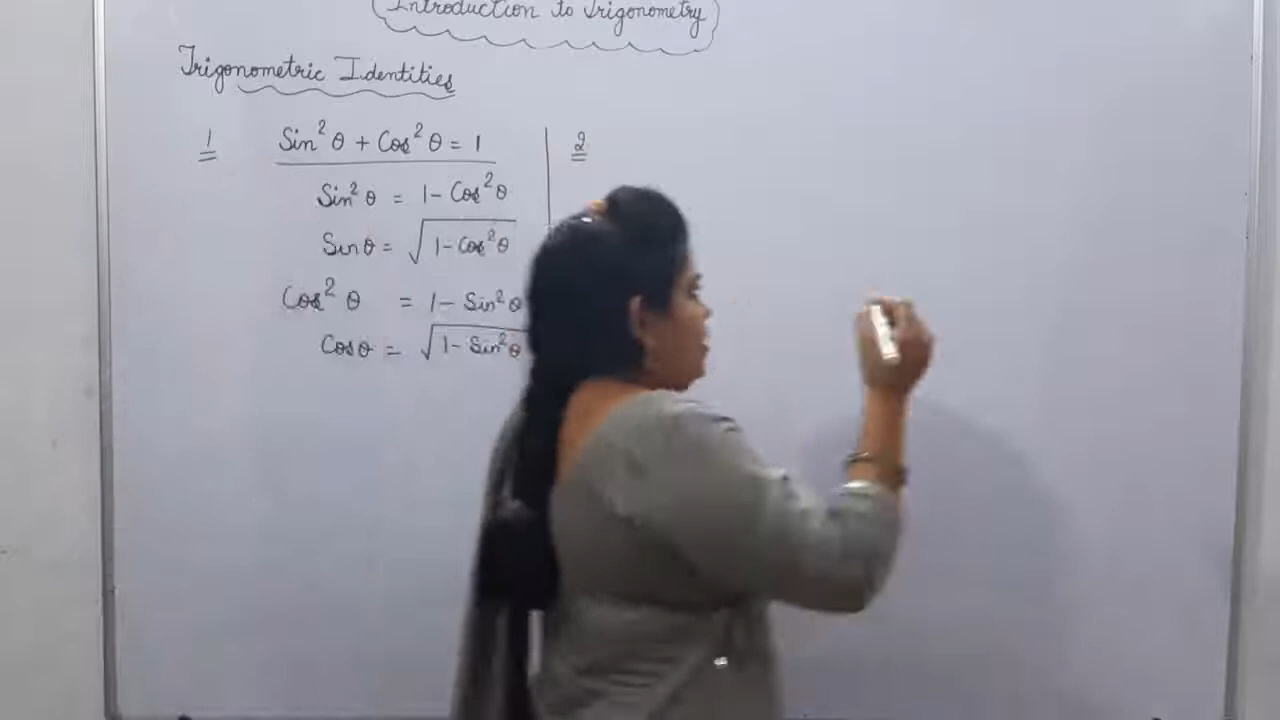 Introduction to Trigonometry
Trigonometric Identities
1 Sin²θ + Cos²θ = 1
Sin²θ = 1 - Cos²θ
Sinθ = √1 - Cos²θ
Cos²θ = 1 - Sin²θ
Cosθ = √1 - Sin²θ
2